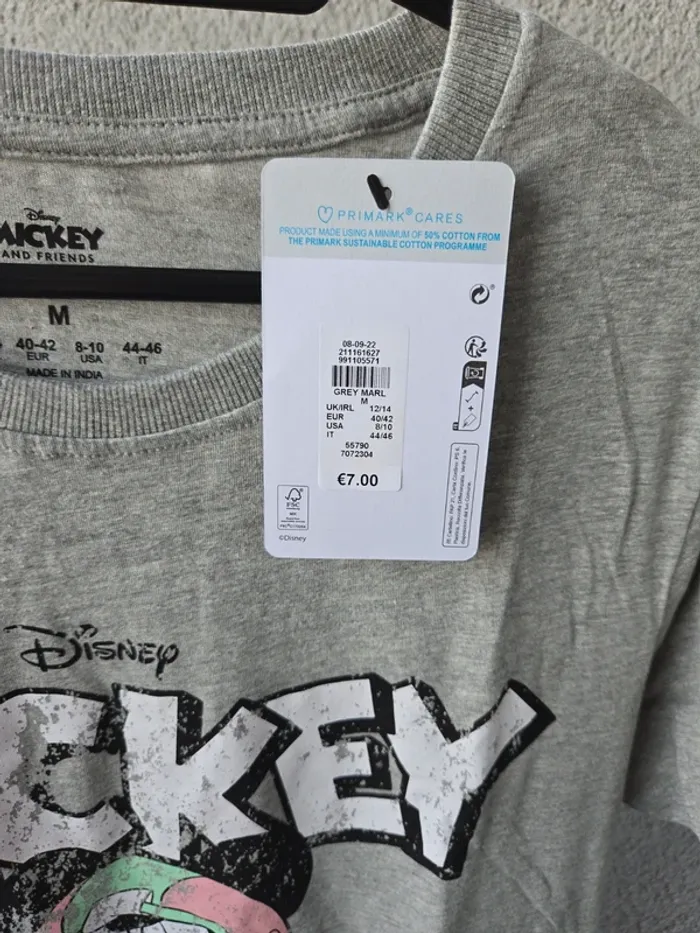 Disney
MICKEY
AND FRIENDS
M
40-42 8-10 44-46
EUR USA IT
MADE IN INDIA
PRIMARK® CARES
PRODUCT MADE USING A MINIMUM OF 50% COTTON FROM
THE PRIMARK SUSTAINABLE COTTON PROGRAMME
08-09-22
211161627
991105571
GREY MARL
M
UK/IRL 12/14
EUR 40/42
USA 8/10
IT 44/46
55790
7072304
€7.00
FSC
©Disney
Disney
CKEY